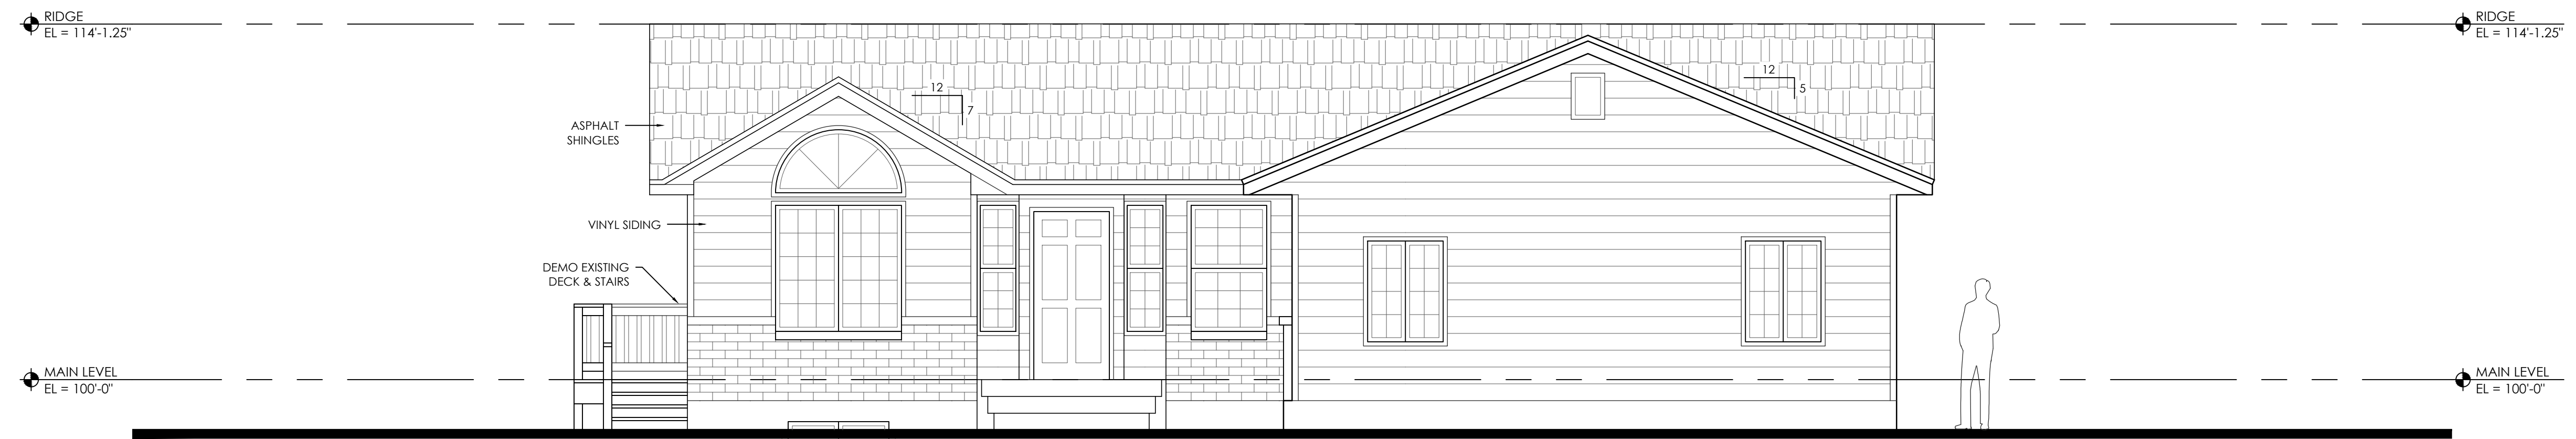 RIDGE
EL = 114'-1.25"
RIDGE
EL = 114'-1.25"
12
7
12
5
ASPHALT
SHINGLES
VINYL SIDING
DEMO EXISTING
DECK & STAIRS
MAIN LEVEL
EL = 100'-0"
MAIN LEVEL
EL = 100'-0"